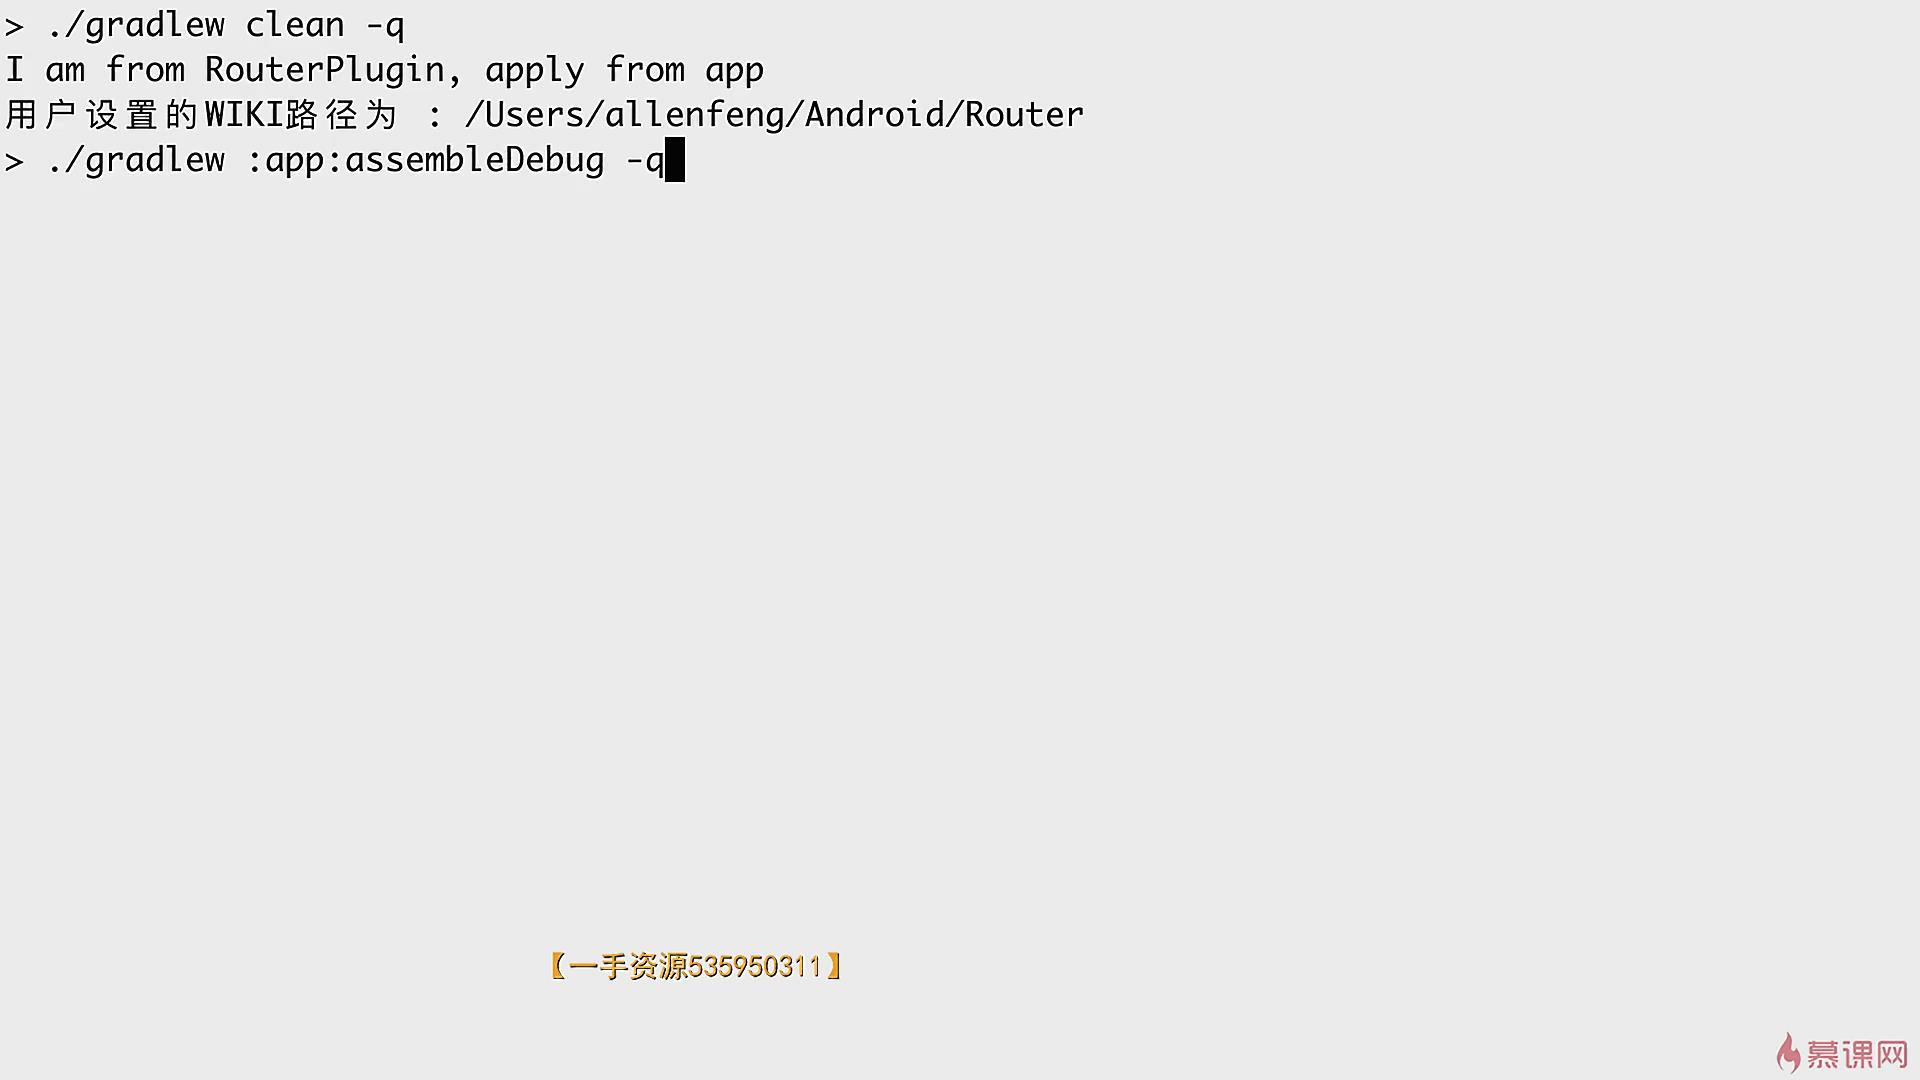 > ./gradlew clean -q
I am from RouterPlugin, apply from app
用户设置的WIKI路径为 : /Users/allenfeng/Android/Router
> ./gradlew :app:assembleDebug -q
【一手资源535950311】
慕课网